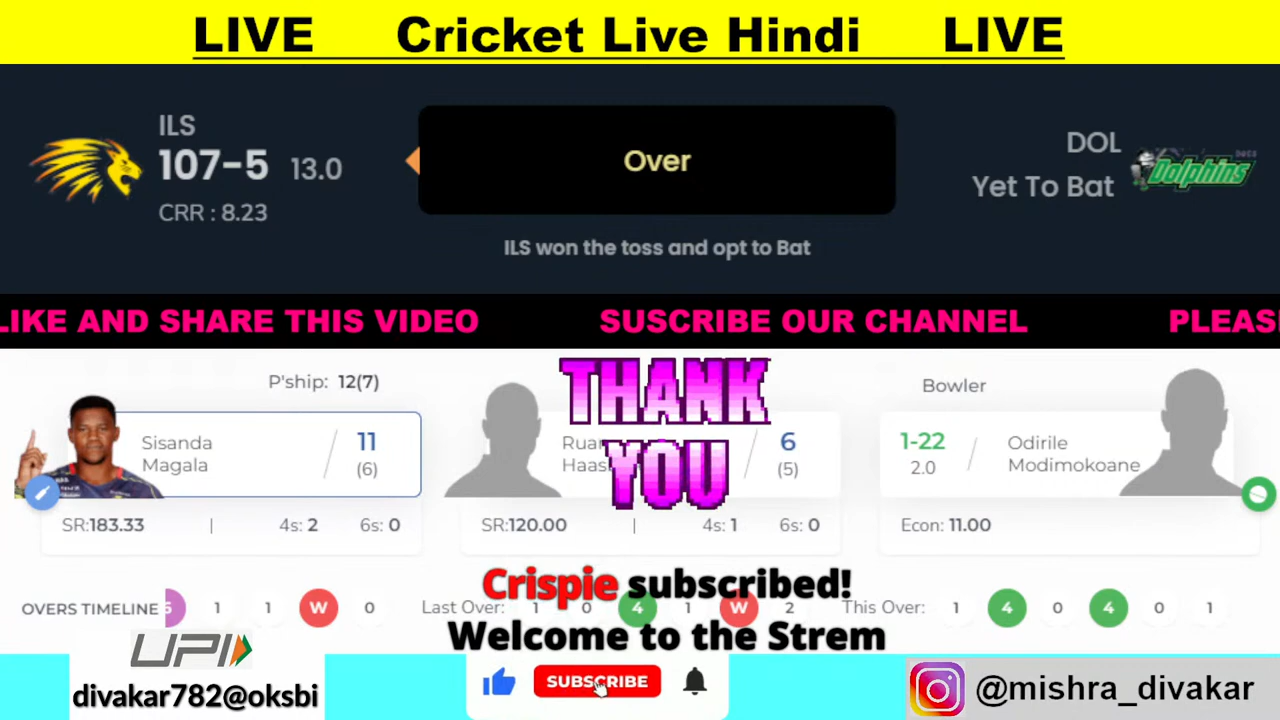 LIVE Cricket Live Hindi LIVE
ILS
107-5 13.0
CRR : 8.23
Over
DOL
Yet To Bat
Dolphins
ILS won the toss and opt to Bat
LIKE AND SHARE THIS VIDEO SUSCRIBE OUR CHANNEL PLEAS
P'ship: 12(7)
Bowler
THANK
YOU
Sisanda
Magala
/
11
(6)
Ruan
Haas
/
6
(5)
1-22
2.0
/
Odirile
Modimokoane
SR:183.33 | 4s: 2 6s: 0
SR:120.00 | 4s: 1 6s: 0
Econ: 11.00
Crispie subscribed!
OVERS TIMELINE 1 1 W 0 Last Over: 1 0 4 1 W 2 This Over: 1 4 0 4 0 1
Welcome to the Strem
UPI
divakar782@oksbi
SUBSCRIBE
@mishra_divakar